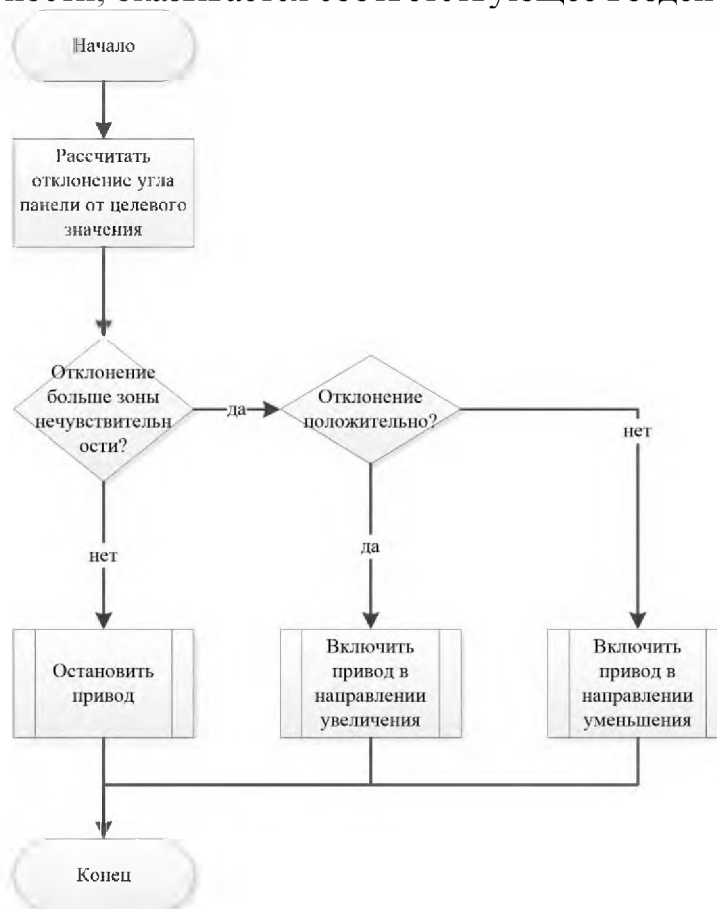 Начало
Рассчитать
отклонение угла
панели от целевого
значения
Отклонение
больше зоны
нечувствительн
ости?
да
Отклонение
положительно?
нет
да
нет
Остановить
привод
Включить
привод в
направлении
увеличения
Включить
привод в
направлении
уменьшения
Конец